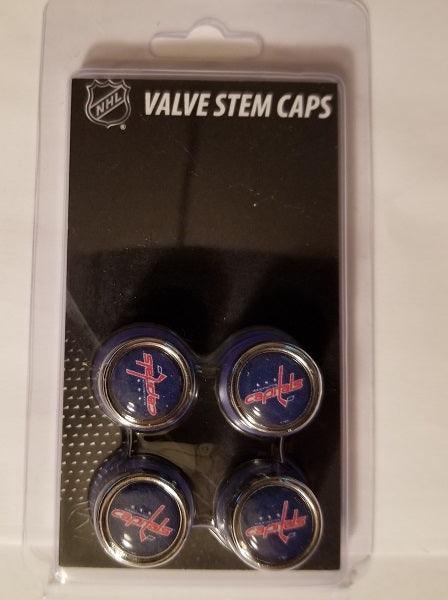 NHL
®
VALVE STEM CAPS
capitals
capitals
capitals
capitals